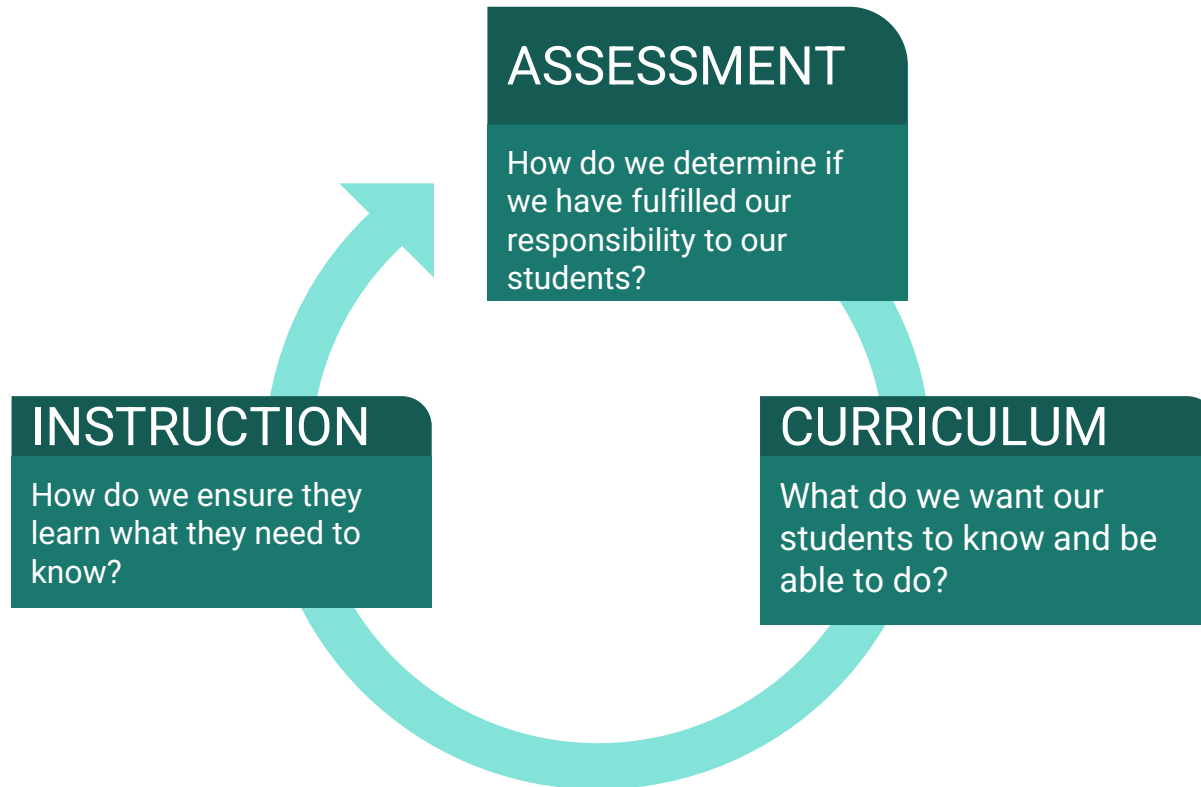 ASSESSMENT
How do we determine if
we have fulfilled our
responsibility to our
students?
INSTRUCTION
How do we ensure they
learn what they need to
know?
CURRICULUM
What do we want our
students to know and be
able to do?